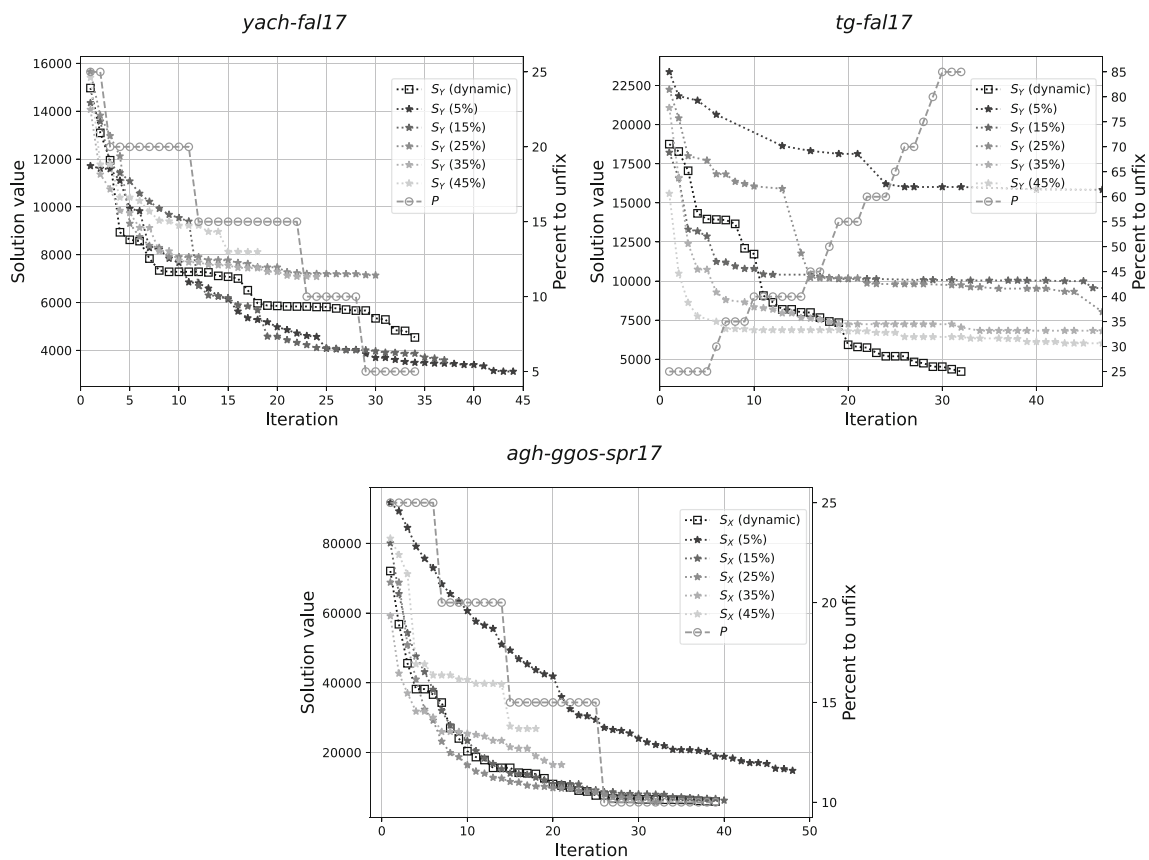 yach-fal17
16000
14000
12000
10000
8000
6000
4000
Solution value
0 5 10 15 20 25 30 35 40 45
Iteration
25
20
15
10
5
Percent to unfix
S_Y (dynamic)
S_Y (5%)
S_Y (15%)
S_Y (25%)
S_Y (35%)
S_Y (45%)
P
tg-fal17
22500
20000
17500
15000
12500
10000
7500
5000
Solution value
0 10 20 30 40
Iteration
85
80
75
70
65
60
55
50
45
40
35
30
25
Percent to unfix
S_Y (dynamic)
S_Y (5%)
S_Y (15%)
S_Y (25%)
S_Y (35%)
S_Y (45%)
P
agh-ggos-spr17
80000
60000
40000
20000
Solution value
0 10 20 30 40 50
Iteration
25
20
15
10
Percent to unfix
S_X (dynamic)
S_X (5%)
S_X (15%)
S_X (25%)
S_X (35%)
S_X (45%)
P